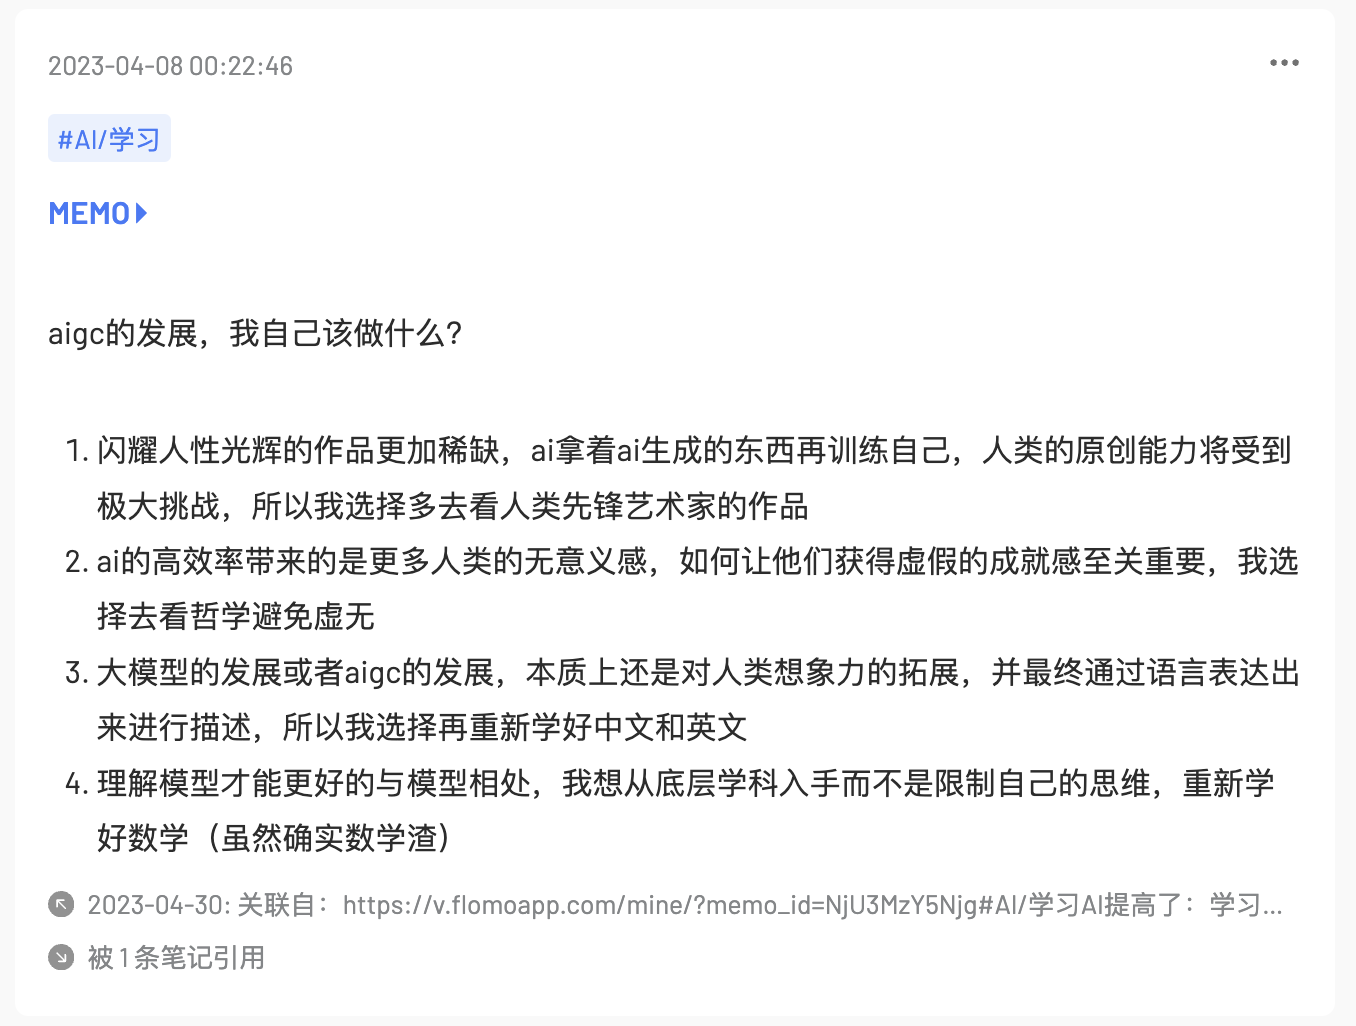 2023-04-08 00:22:46
#AI/学习
MEMO
aigc的发展，我自己该做什么？
1. 闪耀人性光辉的作品更加稀缺，ai拿着ai生成的东西再训练自己，人类的原创能力将受到
极大挑战，所以我选择多去看人类先锋艺术家的作品
2. ai的高效率带来的是更多人类的无意义感，如何让他们获得虚假的成就感至关重要，我选
择去看哲学避免虚无
3. 大模型的发展或者aigc的发展，本质上还是对人类想象力的拓展，并最终通过语言表达出
来进行描述，所以我选择再重新学好中文和英文
4. 理解模型才能更好的与模型相处，我想从底层学科入手而不是限制自己的思维，重新学
好数学（虽然确实数学渣）
2023-04-30: 关联自：https://v.flomoapp.com/mine/?memo_id=NjU3MzY5Njg#AI/学习AI提高了：学习...
被 1 条笔记引用